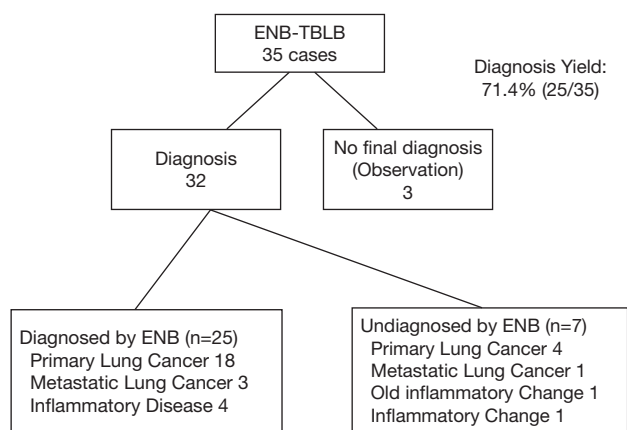 ENB-TBLB
35 cases
Diagnosis Yield:
71.4% (25/35)
Diagnosis
32
No final diagnosis
(Observation)
3
Diagnosed by ENB (n=25)
Primary Lung Cancer 18
Metastatic Lung Cancer 3
Inflammatory Disease 4
Undiagnosed by ENB (n=7)
Primary Lung Cancer 4
Metastatic Lung Cancer 1
Old inflammatory Change 1
Inflammatory Change 1